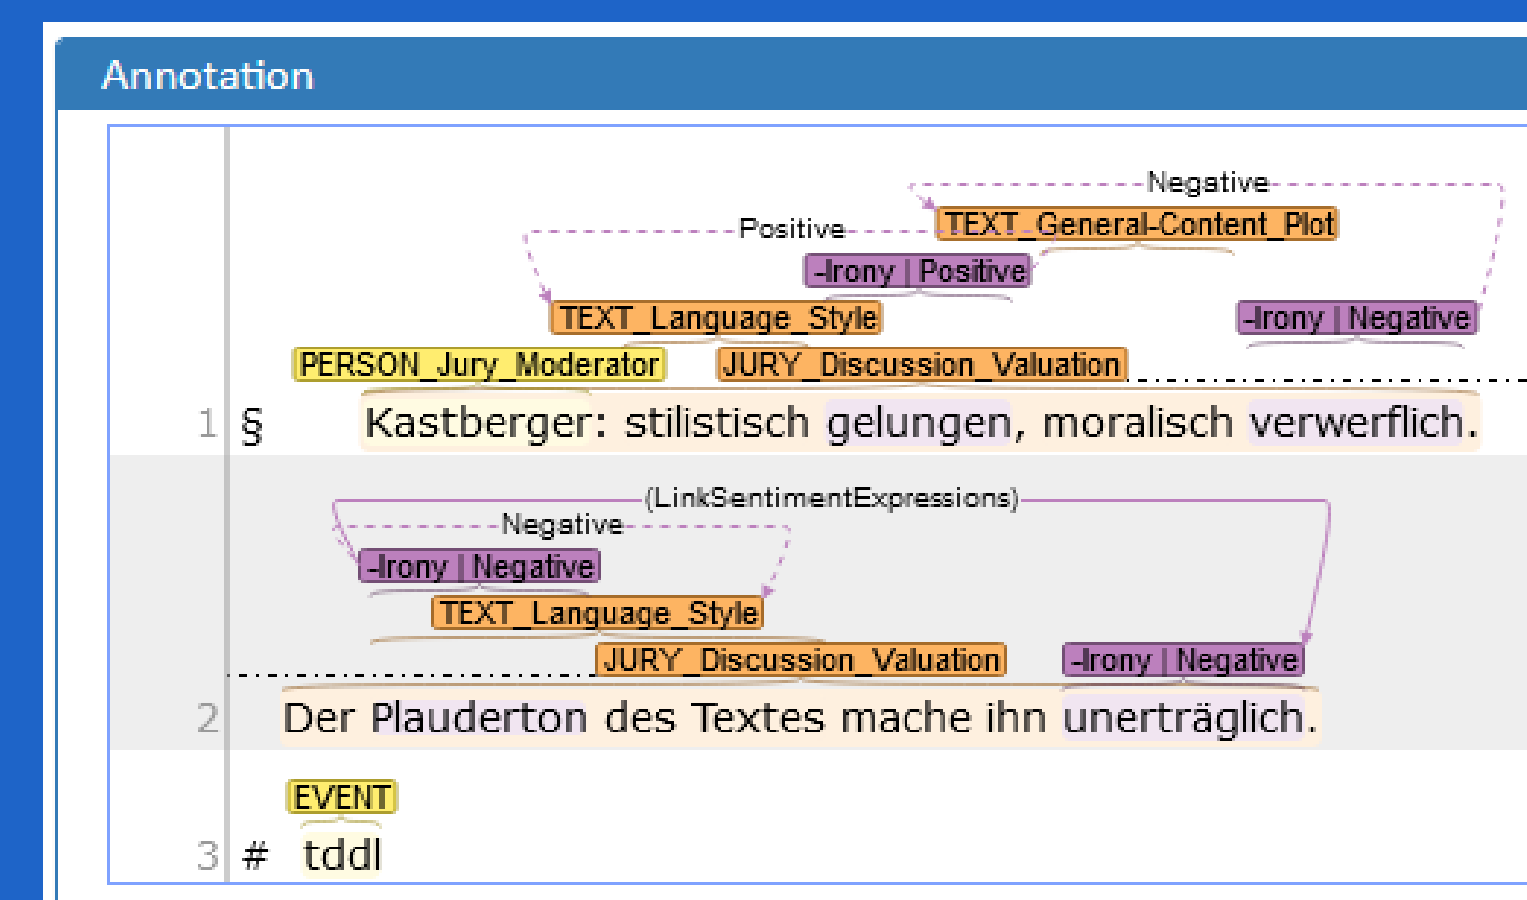 Annotation
Negative
TEXT_General-Content_Plot
Positive
-Irony | Positive
TEXT_Language_Style
-Irony | Negative
PERSON_Jury_Moderator JURY_Discussion_Valuation
1 § Kastberger: stilistisch gelungen, moralisch verwerflich.
(LinkSentimentExpressions)
Negative
-Irony | Negative
TEXT_Language_Style
JURY_Discussion_Valuation -Irony | Negative
2 Der Plauderton des Textes mache ihn unerträglich.
EVENT
3 # tddl